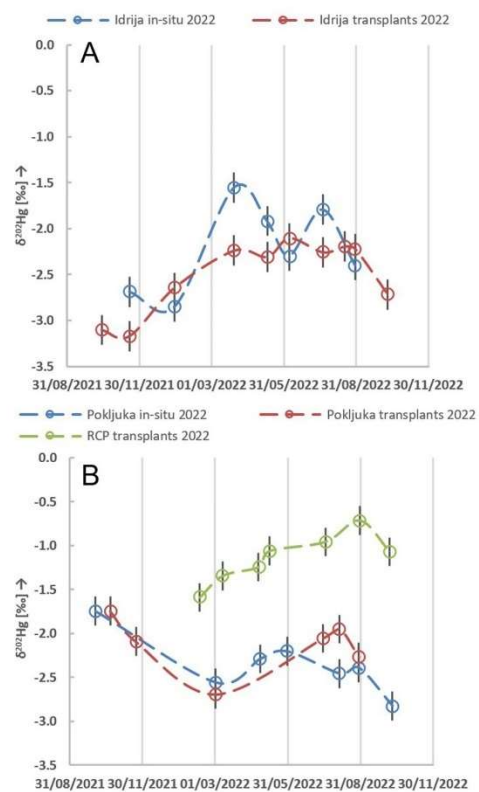 Idrija in-situ 2022 Idrija transplants 2022
A
0.0
-0.5
-1.0
-1.5
-2.0
-2.5
-3.0
-3.5
δ²⁰²Hg [‰] →
31/08/2021 30/11/2021 01/03/2022 31/05/2022 31/08/2022 30/11/2022
Pokljuka in-situ 2022 Pokljuka transplants 2022
RCP transplants 2022
B
0.0
-0.5
-1.0
-1.5
-2.0
-2.5
-3.0
-3.5
δ²⁰²Hg [‰] →
31/08/2021 30/11/2021 01/03/2022 31/05/2022 31/08/2022 30/11/2022